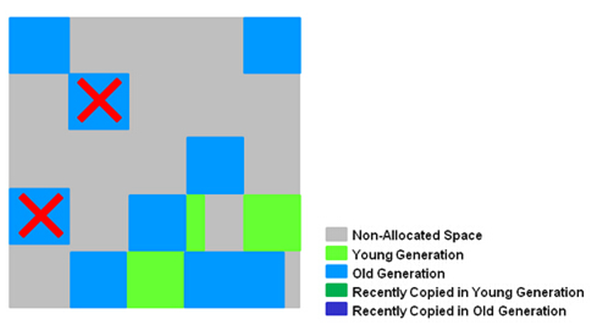 Non-Allocated Space
Young Generation
Old Generation
Recently Copied in Young Generation
Recently Copied in Old Generation